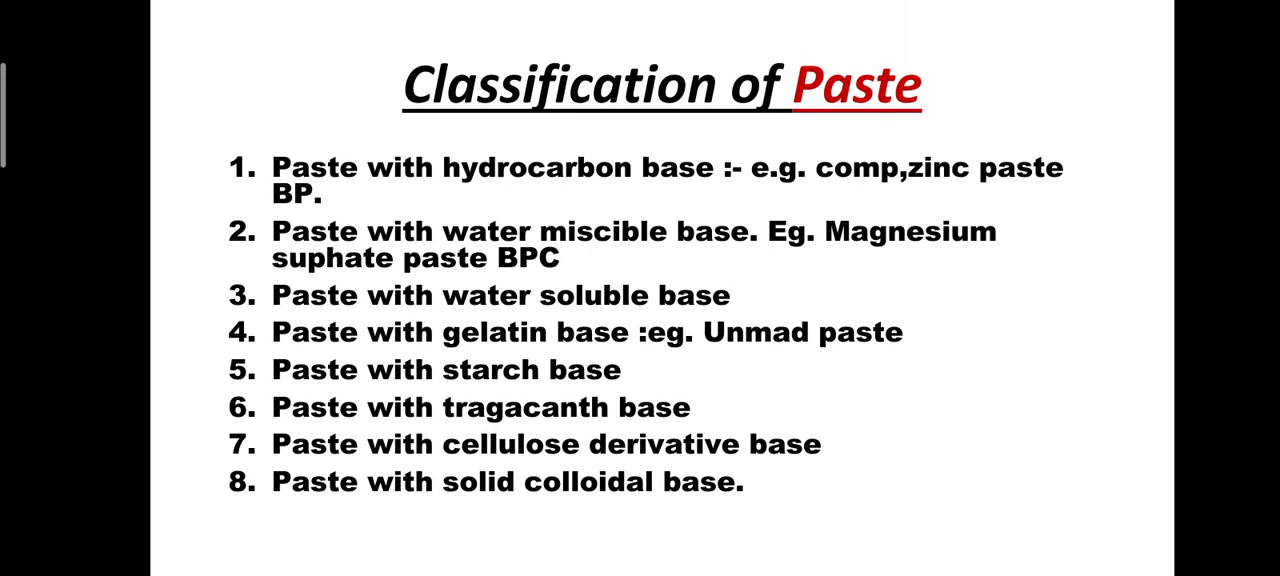 Classification of Paste
1. Paste with hydrocarbon base :- e.g. comp,zinc paste
BP.
2. Paste with water miscible base. Eg. Magnesium
suphate paste BPC
3. Paste with water soluble base
4. Paste with gelatin base :eg. Unmad paste
5. Paste with starch base
6. Paste with tragacanth base
7. Paste with cellulose derivative base
8. Paste with solid colloidal base.